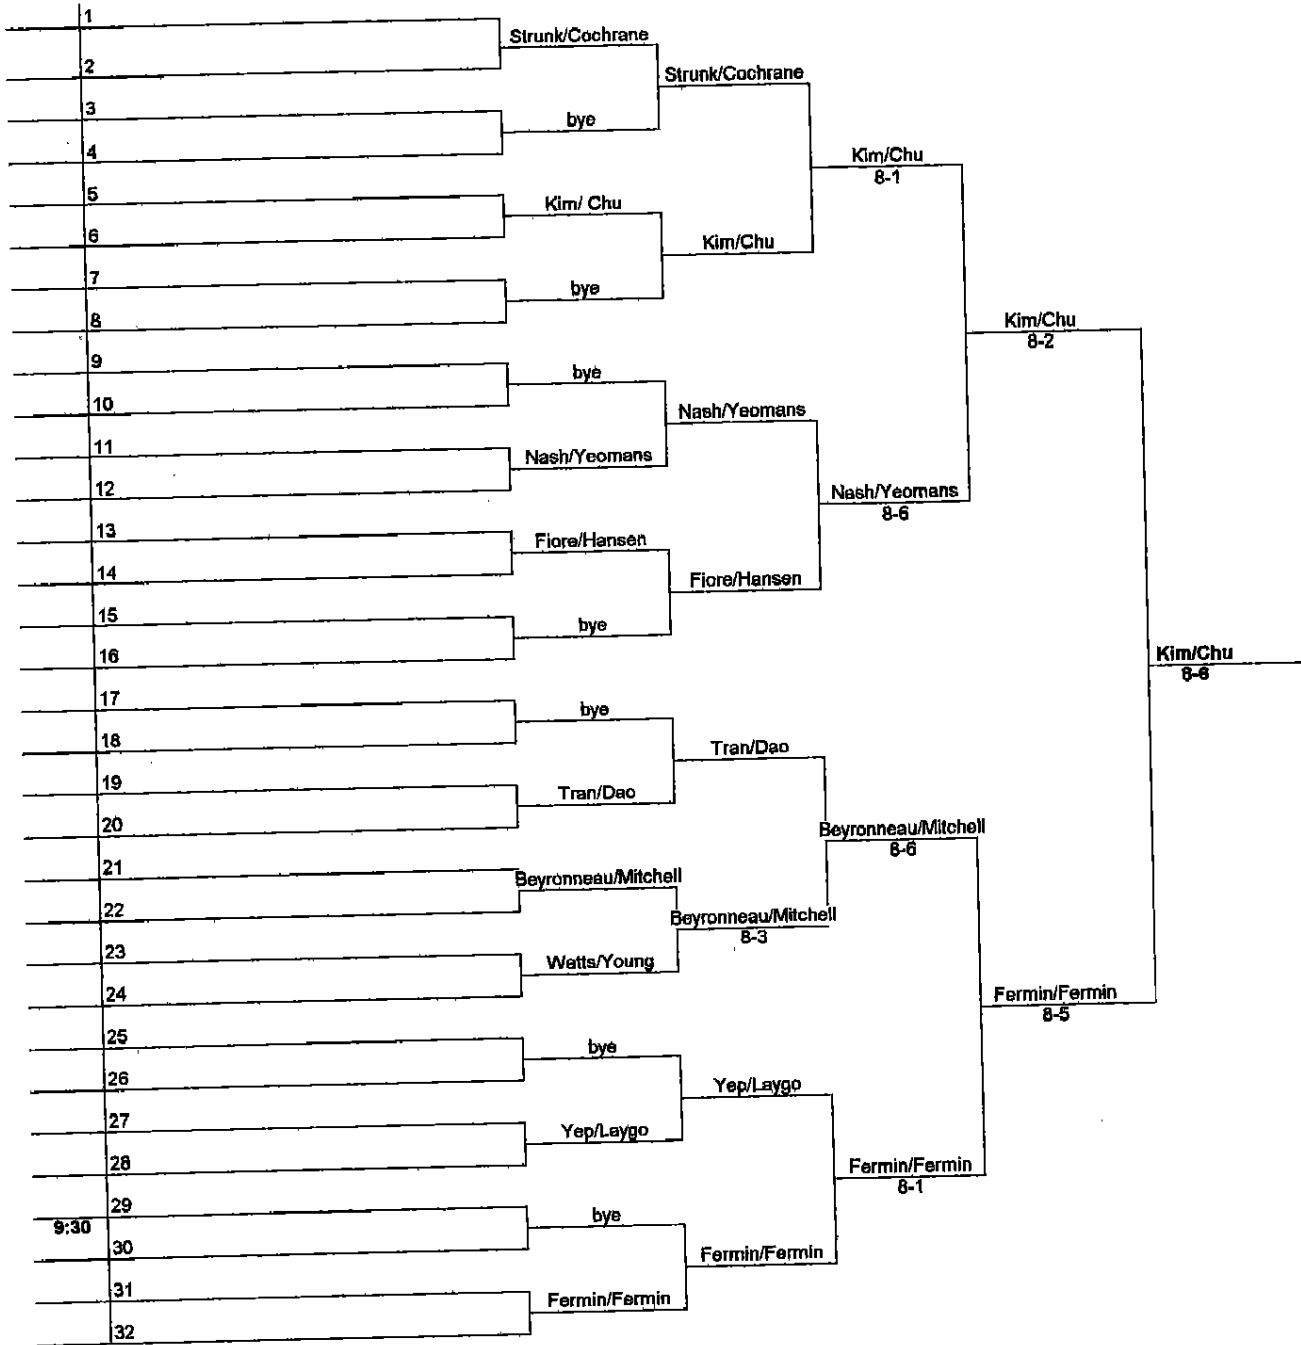 1
Strunk/Cochrane
2
Strunk/Cochrane
3
bye
4
Kim/Chu
8-1
5
Kim/ Chu
6
Kim/Chu
7
bye
8
Kim/Chu
8-2
9
bye
10
Nash/Yeomans
11
Nash/Yeomans
12
Nash/Yeomans
8-6
13
Fiore/Hansen
14
Fiore/Hansen
15
bye
16
Kim/Chu
8-6
17
bye
18
Tran/Dao
19
Tran/Dao
20
Beyronneau/Mitchell
8-6
21
Beyronneau/Mitchell
22
Beyronneau/Mitchell
8-3
23
Watts/Young
24
Fermin/Fermin
8-5
25
bye
26
Yep/Laygo
27
Yep/Laygo
28
Fermin/Fermin
8-1
29
9:30
bye
30
Fermin/Fermin
31
Fermin/Fermin
32